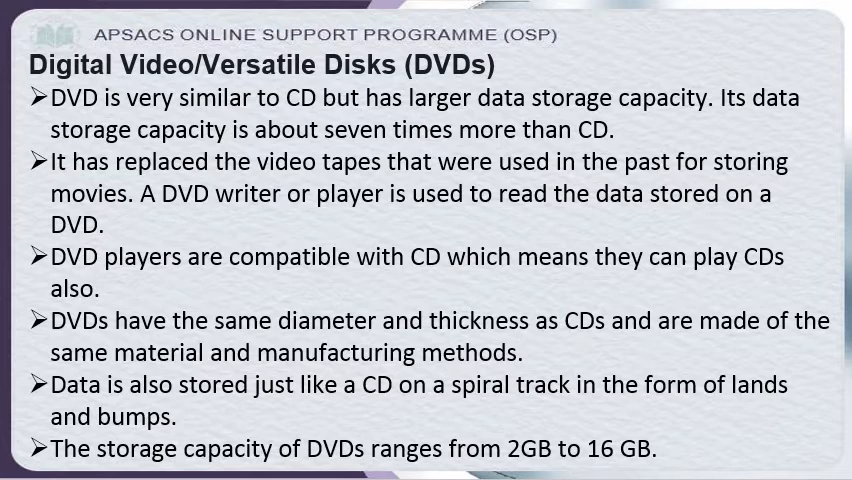 APSACS ONLINE SUPPORT PROGRAMME (OSP)
Digital Video/Versatile Disks (DVDs)
➢DVD is very similar to CD but has larger data storage capacity. Its data
storage capacity is about seven times more than CD.
➢It has replaced the video tapes that were used in the past for storing
movies. A DVD writer or player is used to read the data stored on a
DVD.
➢DVD players are compatible with CD which means they can play CDs
also.
➢DVDs have the same diameter and thickness as CDs and are made of the
same material and manufacturing methods.
➢Data is also stored just like a CD on a spiral track in the form of lands
and bumps.
➢The storage capacity of DVDs ranges from 2GB to 16 GB.